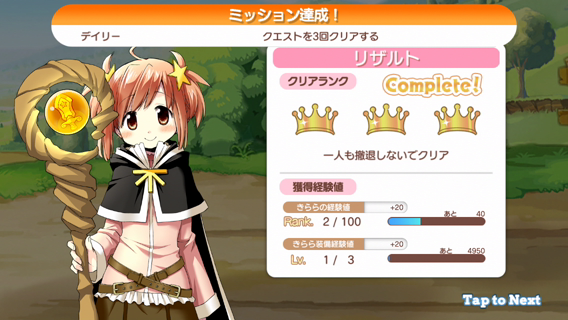 ミッション達成！
デイリー クエストを3回クリアする
リザルト
クリアランク Complete!
一人も撤退しないでクリア
獲得経験値
きららの経験値 +20
Rank. 2 / 100 あと 40
きらら装備経験値 +20
Lv. 1 / 3 あと 4950
Tap to Next